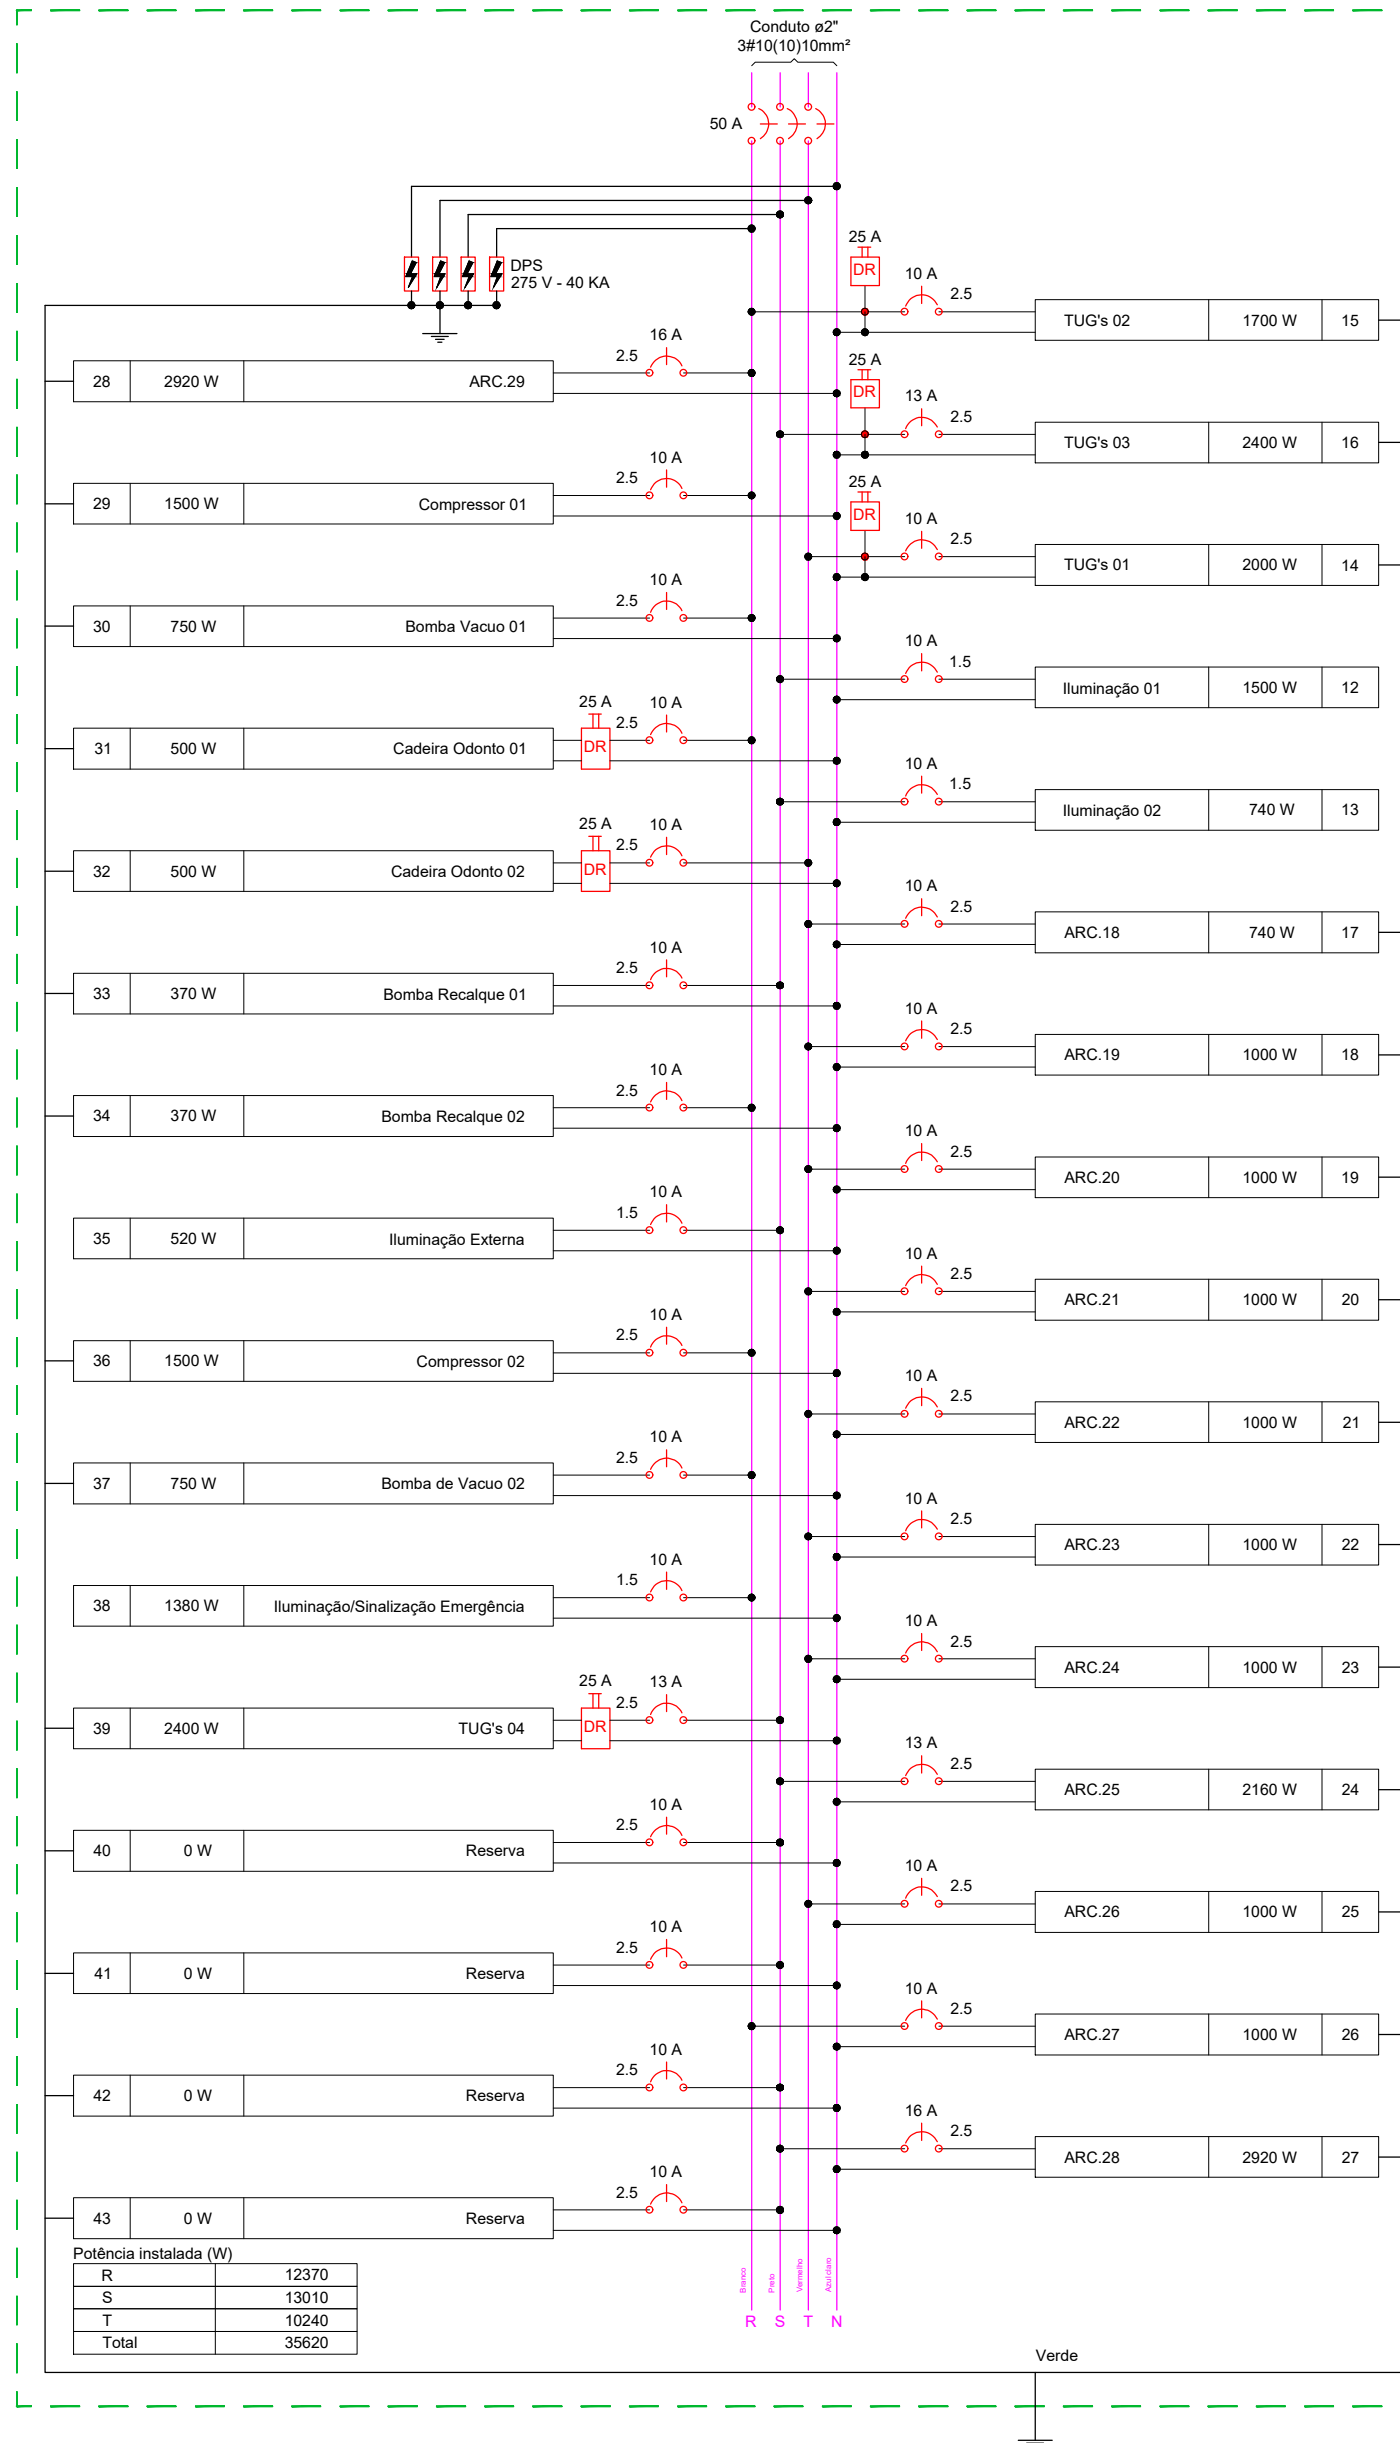 Conduto ø2"
3#10(10)10mm²
50 A
DPS
275 V - 40 KA
25 A
DR
10 A
2.5
TUG's 02 1700 W 15
16 A
2.5
28 2920 W ARC.29
25 A
DR
13 A
2.5
TUG's 03 2400 W 16
10 A
2.5
29 1500 W Compressor 01
25 A
DR
10 A
2.5
TUG's 01 2000 W 14
10 A
2.5
30 750 W Bomba Vacuo 01
10 A
1.5
Iluminação 01 1500 W 12
25 A
DR
2.5
10 A
31 500 W Cadeira Odonto 01
10 A
1.5
Iluminação 02 740 W 13
25 A
DR
2.5
10 A
32 500 W Cadeira Odonto 02
10 A
2.5
ARC.18 740 W 17
10 A
2.5
33 370 W Bomba Recalque 01
10 A
2.5
ARC.19 1000 W 18
10 A
2.5
34 370 W Bomba Recalque 02
10 A
2.5
ARC.20 1000 W 19
10 A
1.5
35 520 W Iluminação Externa
10 A
2.5
ARC.21 1000 W 20
10 A
2.5
36 1500 W Compressor 02
10 A
2.5
ARC.22 1000 W 21
10 A
2.5
37 750 W Bomba de Vacuo 02
10 A
2.5
ARC.23 1000 W 22
10 A
1.5
38 1380 W Iluminação/Sinalização Emergência
10 A
2.5
ARC.24 1000 W 23
25 A
DR
2.5
13 A
39 2400 W TUG's 04
13 A
2.5
ARC.25 2160 W 24
10 A
2.5
40 0 W Reserva
10 A
2.5
ARC.26 1000 W 25
10 A
2.5
41 0 W Reserva
10 A
2.5
ARC.27 1000 W 26
10 A
2.5
42 0 W Reserva
16 A
2.5
ARC.28 2920 W 27
10 A
2.5
43 0 W Reserva
Potência instalada (W)
R 12370
S 13010
T 10240
Total 35620
Branco
Preto
Vermelho
Azul claro
R S T N
Verde